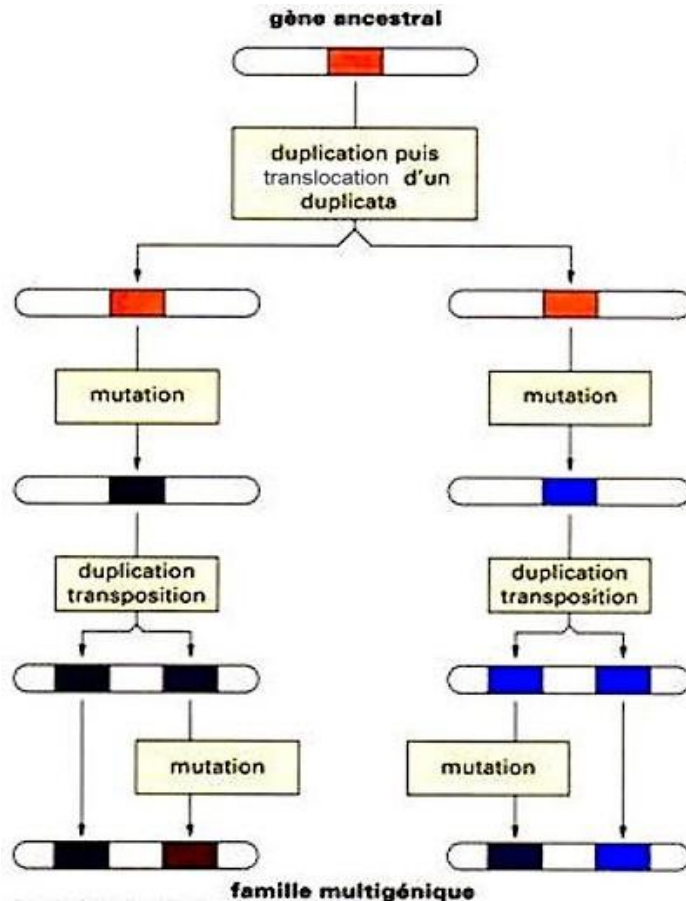 gène ancestral
duplication puis
translocation d'un
duplicata
mutation
mutation
duplication
transposition
duplication
transposition
mutation
mutation
famille multigénique